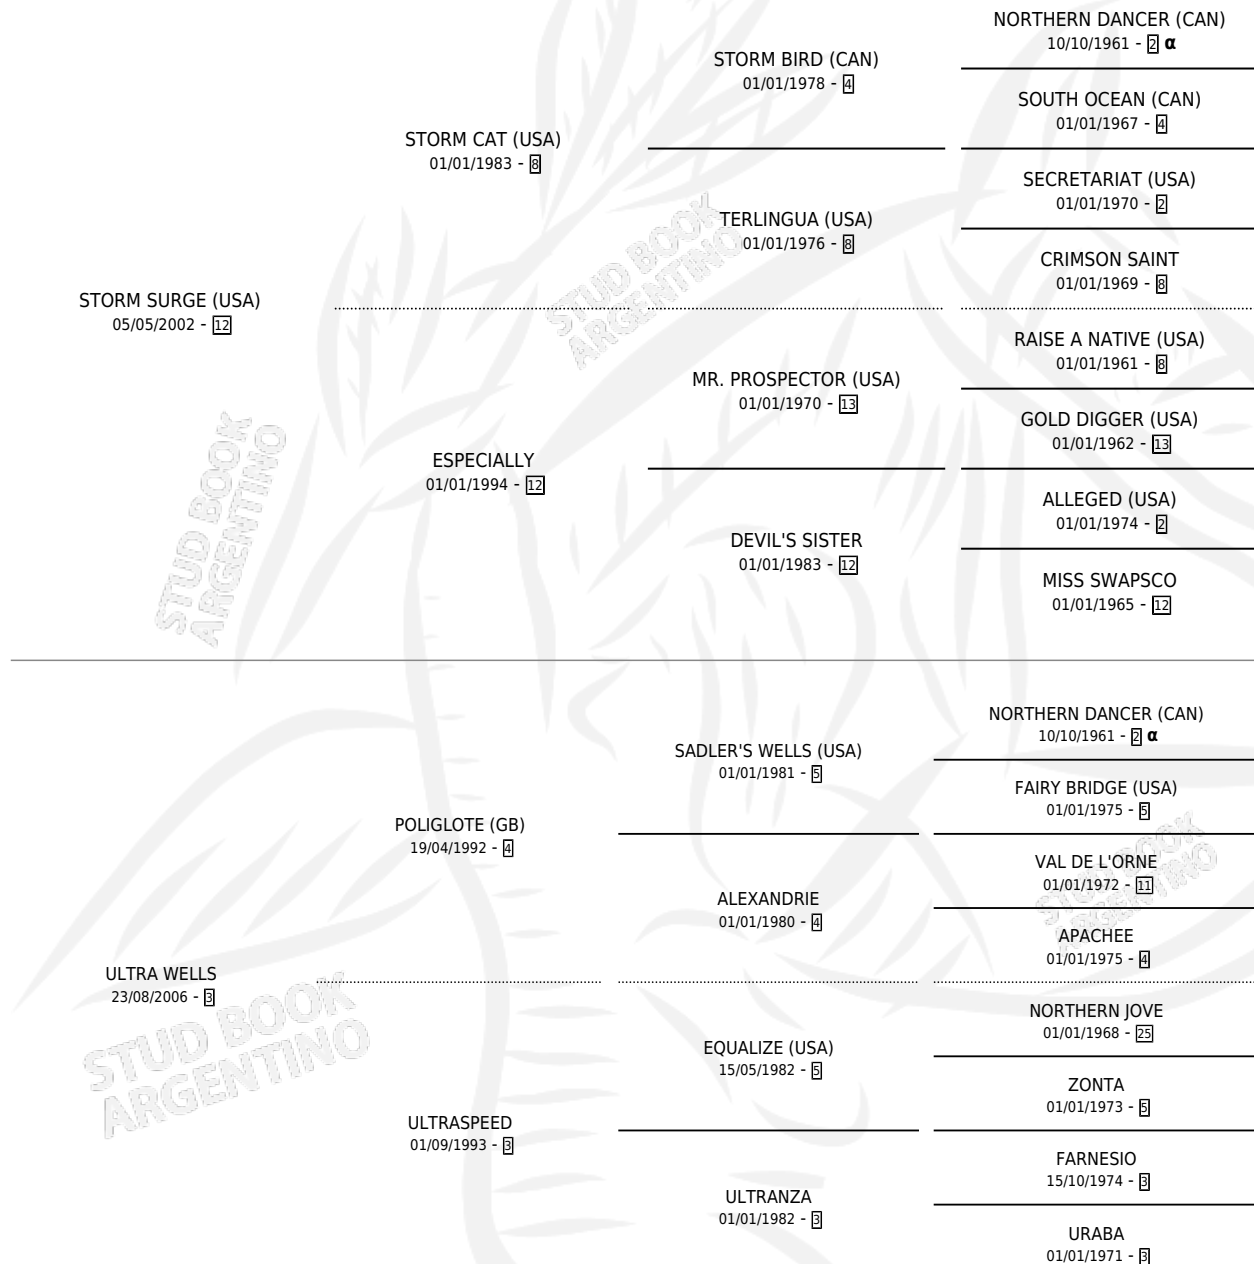 NORTHERN DANCER (CAN)
10/10/1961 - 2 α
STORM BIRD (CAN)
01/01/1978 - 4
SOUTH OCEAN (CAN)
01/01/1967 - 4
STORM CAT (USA)
01/01/1983 - 8
SECRETARIAT (USA)
01/01/1970 - 2
TERLINGUA (USA)
01/01/1976 - 8
CRIMSON SAINT
01/01/1969 - 8
STORM SURGE (USA)
05/05/2002 - 12
RAISE A NATIVE (USA)
01/01/1961 - 8
MR. PROSPECTOR (USA)
01/01/1970 - 13
GOLD DIGGER (USA)
01/01/1962 - 13
ESPECIALLY
01/01/1994 - 12
ALLEGED (USA)
01/01/1974 - 2
DEVIL'S SISTER
01/01/1983 - 12
MISS SWAPSCO
01/01/1965 - 12
NORTHERN DANCER (CAN)
10/10/1961 - 2 α
SADLER'S WELLS (USA)
01/01/1981 - 5
FAIRY BRIDGE (USA)
01/01/1975 - 5
POLIGLOTE (GB)
19/04/1992 - 4
VAL DE L'ORNE
01/01/1972 - 11
ALEXANDRIE
01/01/1980 - 4
APACHEE
01/01/1975 - 4
ULTRA WELLS
23/08/2006 - 3
NORTHERN JOVE
01/01/1968 - 25
EQUALIZE (USA)
15/05/1982 - 5
ZONTA
01/01/1973 - 5
ULTRASPEED
01/09/1993 - 3
FARNESIO
15/10/1974 - 3
ULTRANZA
01/01/1982 - 3
URABA
01/01/1971 - 3
STUD BOOK
ARGENTINO
STUD BOOK
ARGENTINO
STUD BOOK
ARGENTINO
STUD BOOK
ARGENTINO